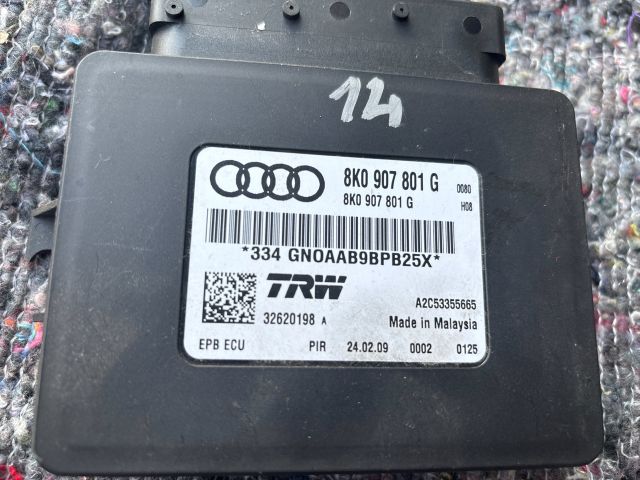 14
8K0 907 801 G 0080
8K0 907 801 G H08
*334 GN0AAB9BPB25X*
TRW
A2C53355665
32620198 A Made in Malaysia
EPB ECU PIR 24.02.09 0002 0125